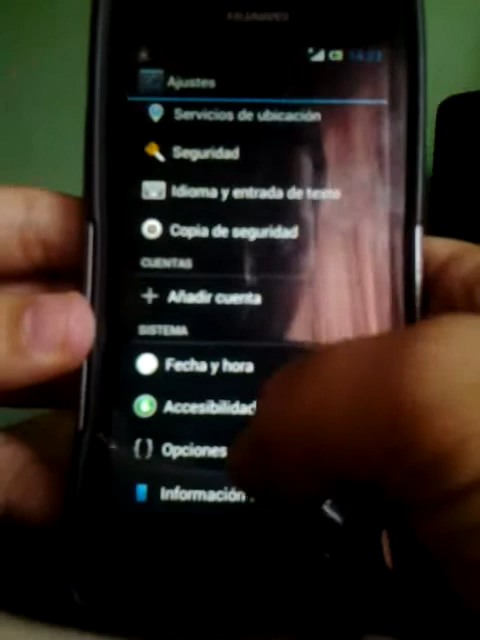 HUAWEI
Ajustes
Servicios de ubicación
Seguridad
Idioma y entrada de texto
Copia de seguridad
CUENTAS
Añadir cuenta
SISTEMA
Fecha y hora
Accesibilidad
Opciones
Información